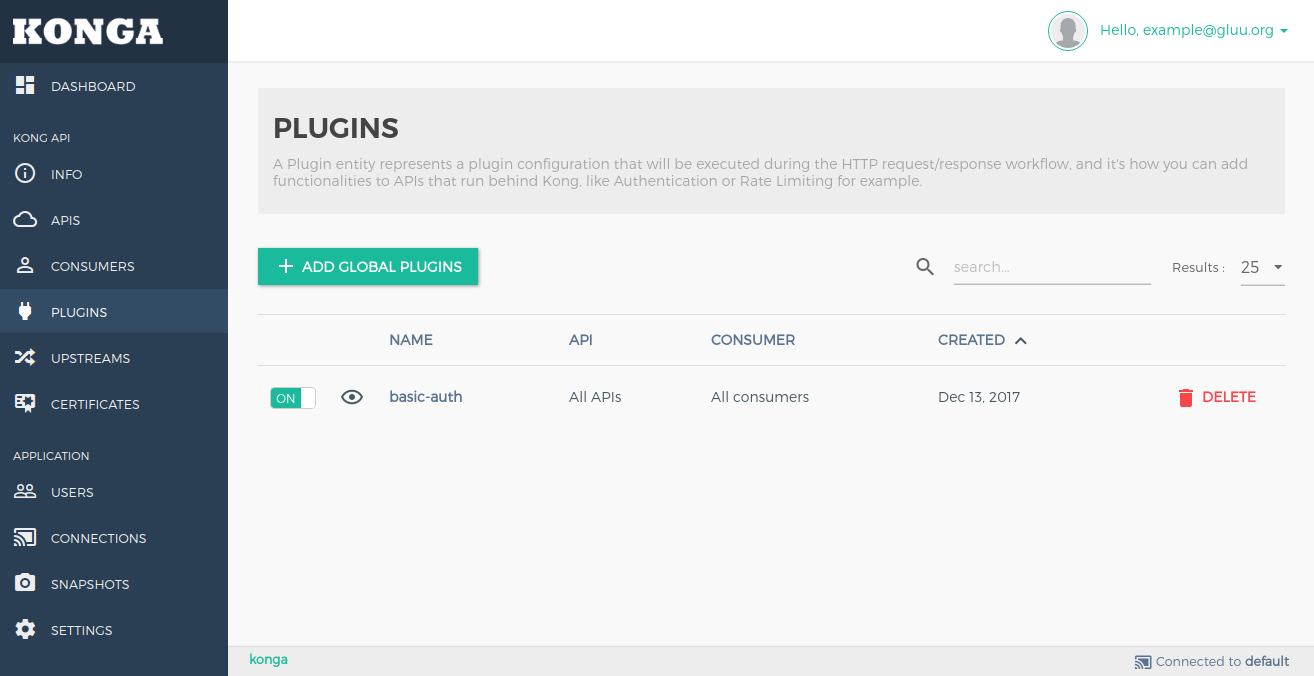 KONGA
Hello, example@gluu.org
DASHBOARD
KONG API
INFO
APIS
CONSUMERS
PLUGINS
UPSTREAMS
CERTIFICATES
APPLICATION
USERS
CONNECTIONS
SNAPSHOTS
SETTINGS
PLUGINS
A Plugin entity represents a plugin configuration that will be executed during the HTTP request/response workflow, and it's how you can add
functionalities to APIs that run behind Kong, like Authentication or Rate Limiting for example.
ADD GLOBAL PLUGINS search... Results : 25
NAME API CONSUMER CREATED
ON basic-auth All APIs All consumers Dec 13, 2017 DELETE
konga Connected to default